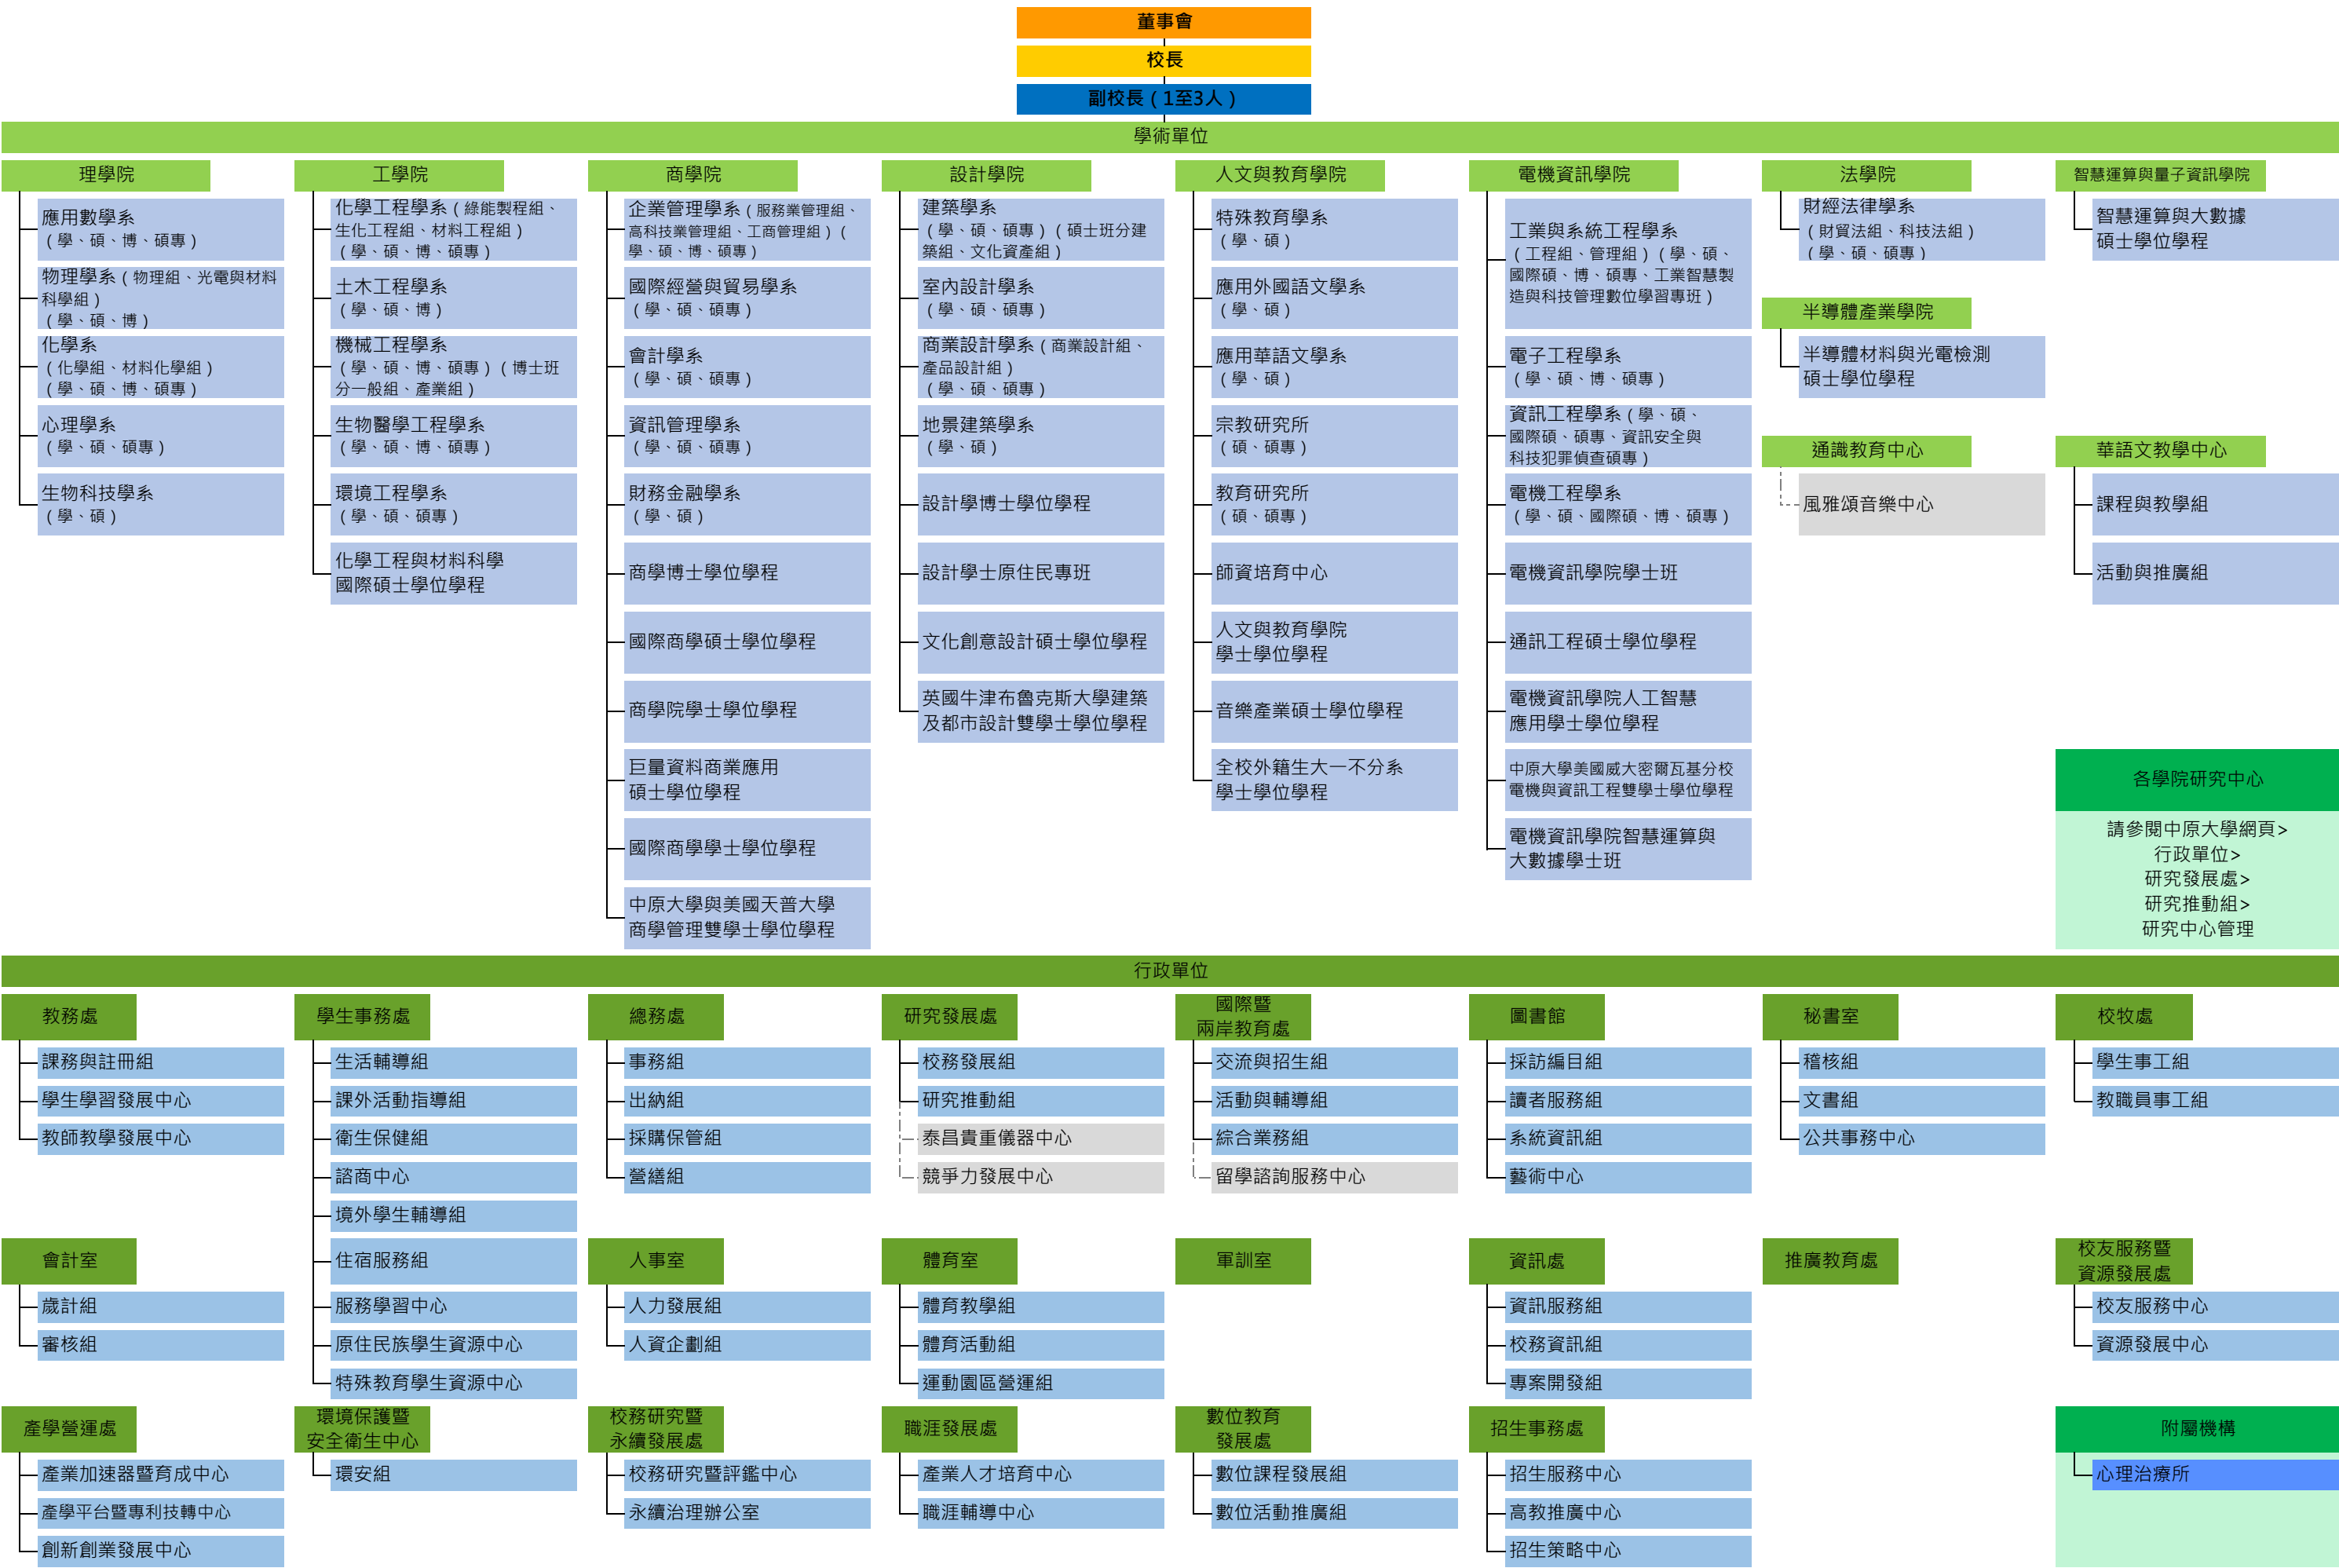 董事會
校長
副校長（1至3人）
學術單位
理學院
應用數學系
（學、碩、博、碩專）
物理學系（物理組、光電與材料
科學組）
（學、碩、博）
化學系
（化學組、材料化學組）
（學、碩、博、碩專）
心理學系
（學、碩、碩專）
生物科技學系
（學、碩）
工學院
化學工程學系（綠能製程組、
生化工程組、材料工程組）
（學、碩、博、碩專）
土木工程學系
（學、碩、博）
機械工程學系
（學、碩、博、碩專）（博士班
分一般組、產業組）
生物醫學工程學系
（學、碩、博、碩專）
環境工程學系
（學、碩、碩專）
化學工程與材料科學
國際碩士學位學程
商學院
企業管理學系（服務業管理組、
高科技業管理組、工商管理組）（
學、碩、博、碩專）
國際經營與貿易學系
（學、碩、碩專）
會計學系
（學、碩、碩專）
資訊管理學系
（學、碩、碩專）
財務金融學系
（學、碩）
商學博士學位學程
國際商學碩士學位學程
商學院學士學位學程
巨量資料商業應用
碩士學位學程
國際商學學士學位學程
中原大學與美國天普大學
商學管理雙學士學位學程
設計學院
建築學系
（學、碩、碩專）（碩士班分建
築組、文化資產組）
室內設計學系
（學、碩、碩專）
商業設計學系（商業設計組、
產品設計組）
（學、碩、碩專）
地景建築學系
（學、碩）
設計學博士學位學程
設計學士原住民專班
文化創意設計碩士學位學程
英國牛津布魯克斯大學建築
及都市設計雙學士學位學程
人文與教育學院
特殊教育學系
（學、碩）
應用外國語文學系
（學、碩）
應用華語文學系
（學、碩）
宗教研究所
（碩、碩專）
教育研究所
（碩、碩專）
師資培育中心
人文與教育學院
學士學位學程
音樂產業碩士學位學程
全校外籍生大一不分系
學士學位學程
電機資訊學院
工業與系統工程學系
（工程組、管理組）（學、碩、
國際碩、博、碩專、工業智慧製
造與科技管理數位學習專班）
電子工程學系
（學、碩、博、碩專）
資訊工程學系（學、碩、
國際碩、碩專、資訊安全與
科技犯罪偵查碩專）
電機工程學系
（學、碩、國際碩、博、碩專）
電機資訊學院學士班
通訊工程碩士學位學程
電機資訊學院人工智慧
應用學士學位學程
中原大學美國威大密爾瓦基分校
電機與資訊工程雙學士學位學程
電機資訊學院智慧運算與
大數據學士班
法學院
財經法律學系
（財貿法組、科技法組）
（學、碩、碩專）
半導體產業學院
半導體材料與光電檢測
碩士學位學程
通識教育中心
風雅頌音樂中心
智慧運算與量子資訊學院
智慧運算與大數據
碩士學位學程
華語文教學中心
課程與教學組
活動與推廣組
各學院研究中心
請參閱中原大學網頁>
行政單位>
研究發展處>
研究推動組>
研究中心管理
行政單位
教務處
課務與註冊組
學生學習發展中心
教師教學發展中心
學生事務處
生活輔導組
課外活動指導組
衛生保健組
諮商中心
境外學生輔導組
住宿服務組
服務學習中心
原住民族學生資源中心
特殊教育學生資源中心
總務處
事務組
出納組
採購保管組
營繕組
研究發展處
校務發展組
研究推動組
泰昌貴重儀器中心
競爭力發展中心
國際暨
兩岸教育處
交流與招生組
活動與輔導組
綜合業務組
留學諮詢服務中心
圖書館
採訪編目組
讀者服務組
系統資訊組
藝術中心
秘書室
稽核組
文書組
公共事務中心
校牧處
學生事工組
教職員事工組
會計室
歲計組
審核組
人事室
人力發展組
人資企劃組
體育室
體育教學組
體育活動組
運動園區營運組
軍訓室
資訊處
資訊服務組
校務資訊組
專案開發組
推廣教育處
校友服務暨
資源發展處
校友服務中心
資源發展中心
產學營運處
產業加速器暨育成中心
產學平台暨專利技轉中心
創新創業發展中心
環境保護暨
安全衛生中心
環安組
校務研究暨
永續發展處
校務研究暨評鑑中心
永續治理辦公室
職涯發展處
產業人才培育中心
職涯輔導中心
數位教育
發展處
數位課程發展組
數位活動推廣組
招生事務處
招生服務中心
高教推廣中心
招生策略中心
附屬機構
心理治療所